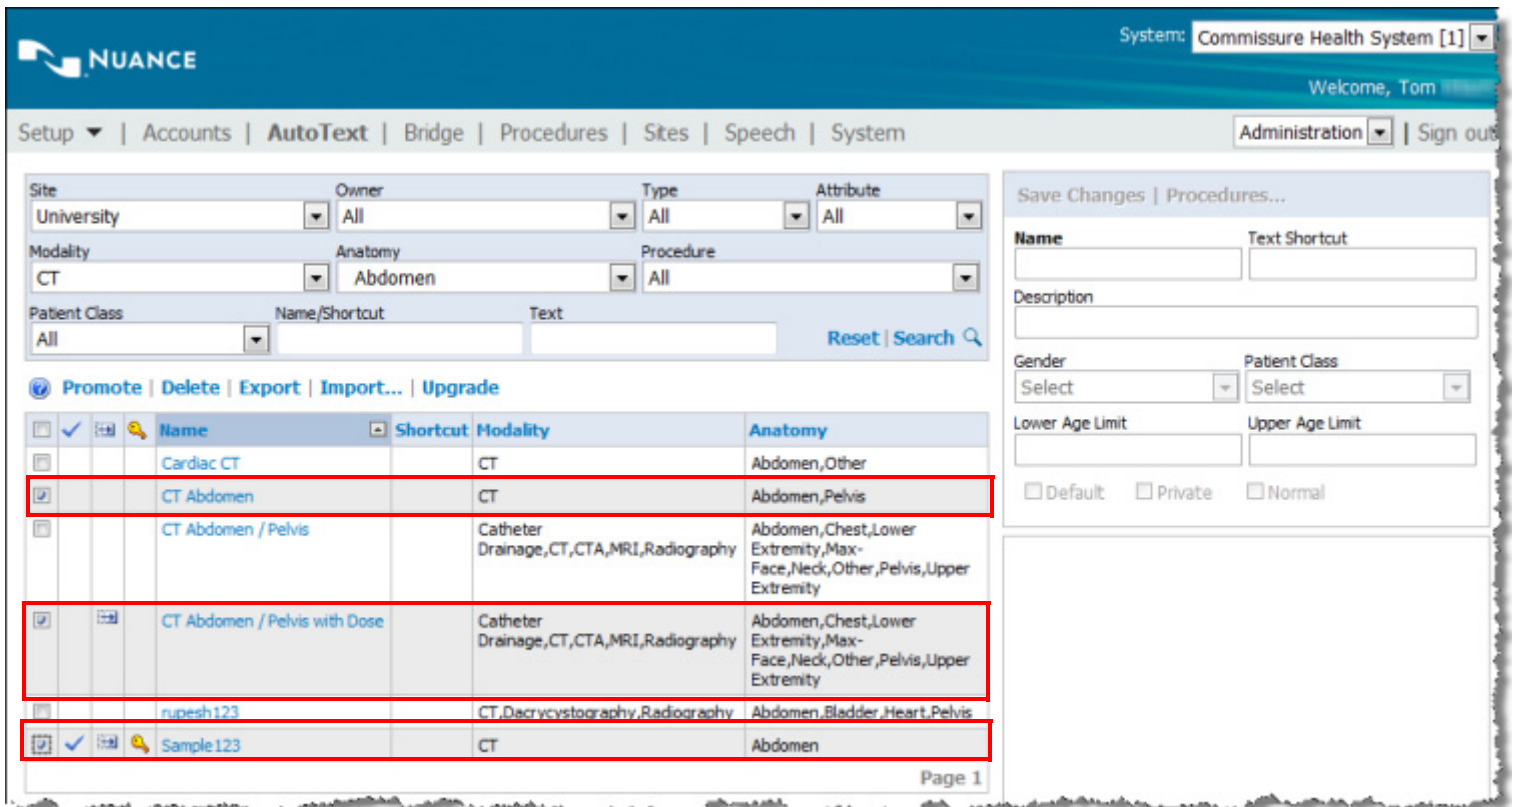 NUANCE
System: Commissure Health System [1]
Welcome, Tom
Setup | Accounts | AutoText | Bridge | Procedures | Sites | Speech | System
Administration | Sign out
Site Owner Type Attribute
University All All All
Modality Anatomy Procedure
CT Abdomen All
Patient Class Name/Shortcut Text
All
Reset | Search
Promote | Delete | Export | Import... | Upgrade
Name Shortcut Modality Anatomy
Cardiac CT CT Abdomen,Other
CT Abdomen CT Abdomen,Pelvis
CT Abdomen / Pelvis Catheter Abdomen,Chest,Lower
Drainage,CT,CTA,MRI,Radiography Extremity,Max-
Face,Neck,Other,Pelvis,Upper
Extremity
CT Abdomen / Pelvis with Dose Catheter Abdomen,Chest,Lower
Drainage,CT,CTA,MRI,Radiography Extremity,Max-
Face,Neck,Other,Pelvis,Upper
Extremity
rupesh123 CT,Dacrycystography,Radiography Abdomen,Bladder,Heart,Pelvis
Sample123 CT Abdomen
Page 1
Save Changes | Procedures...
Name Text Shortcut
Description
Gender Patient Class
Select Select
Lower Age Limit Upper Age Limit
Default Private Normal